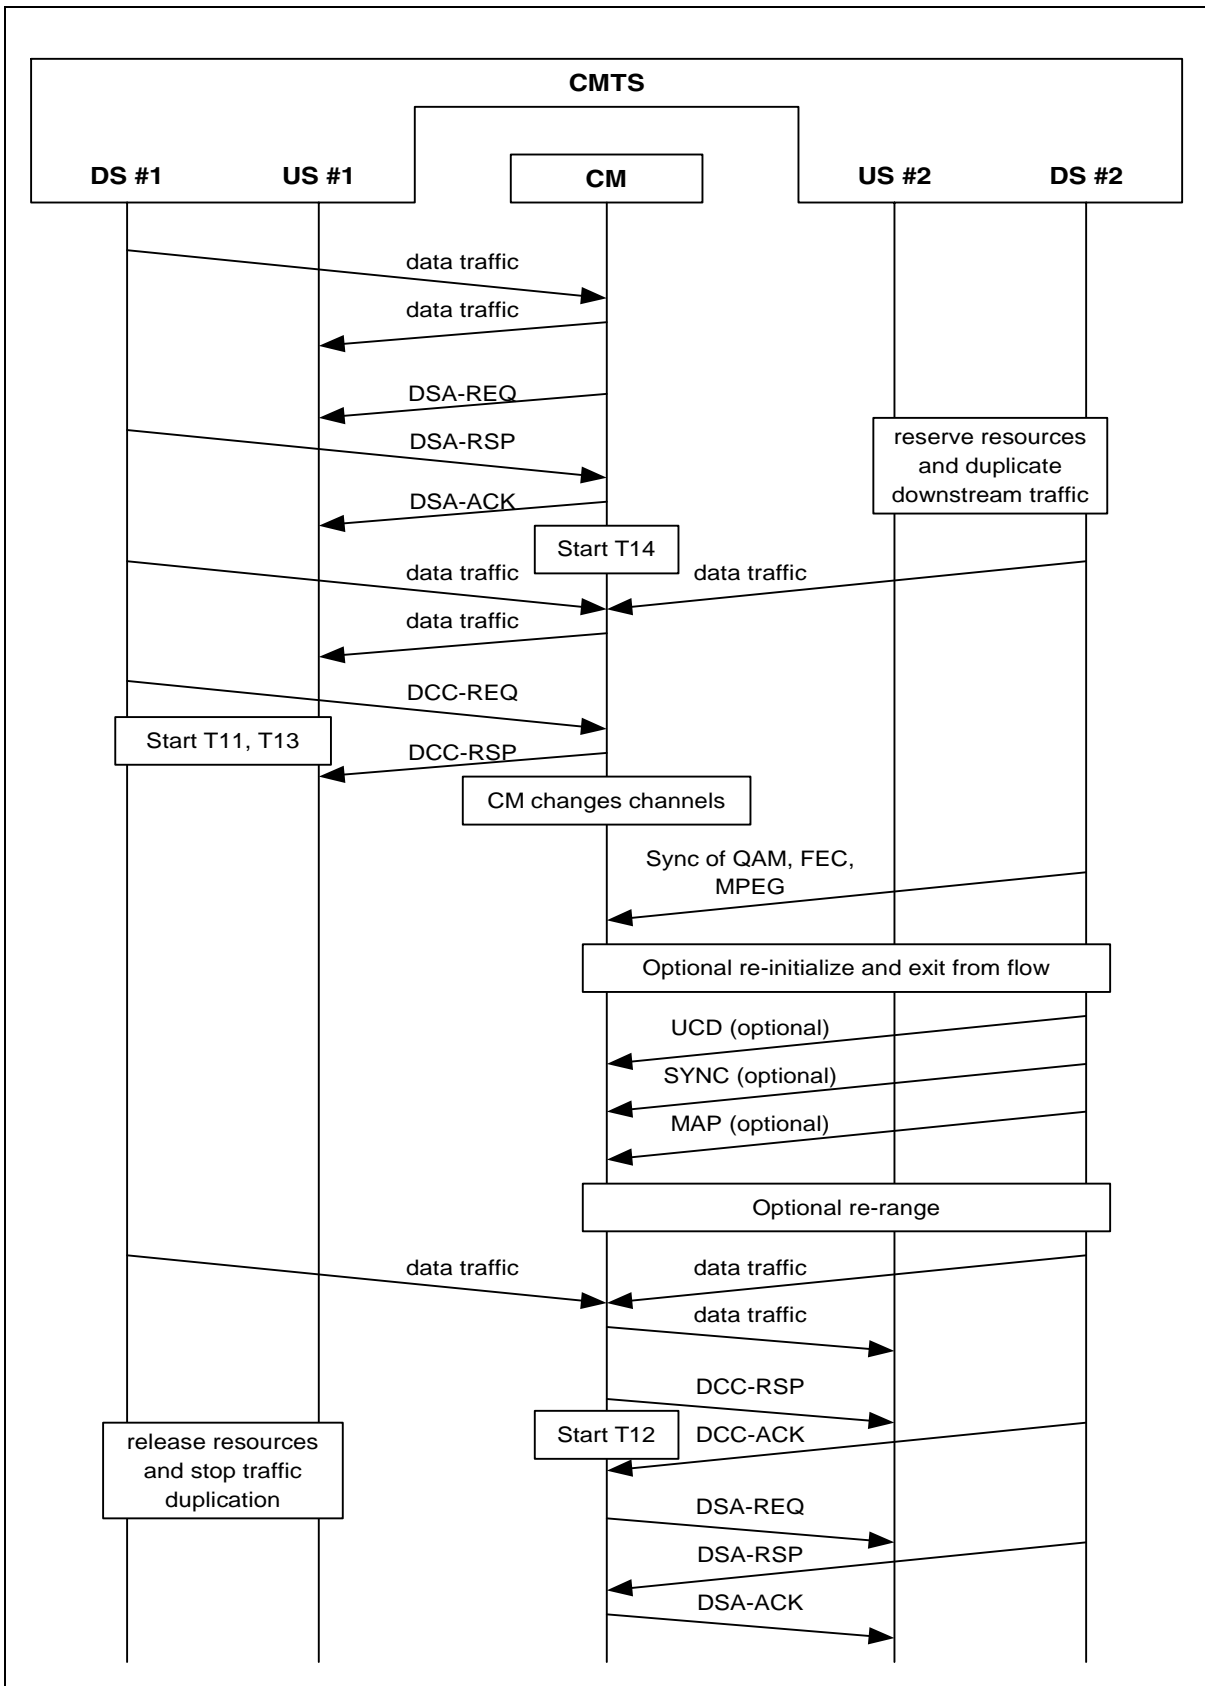 CMTS
DS #1
US #1
CM
US #2
DS #2
data traffic
data traffic
DSA-REQ
DSA-RSP
reserve resources
and duplicate
downstream traffic
DSA-ACK
Start T14
data traffic
data traffic
data traffic
DCC-REQ
Start T11, T13
DCC-RSP
CM changes channels
Sync of QAM, FEC,
MPEG
Optional re-initialize and exit from flow
UCD (optional)
SYNC (optional)
MAP (optional)
Optional re-range
data traffic
data traffic
data traffic
DCC-RSP
Start T12
DCC-ACK
release resources
and stop traffic
duplication
DSA-REQ
DSA-RSP
DSA-ACK